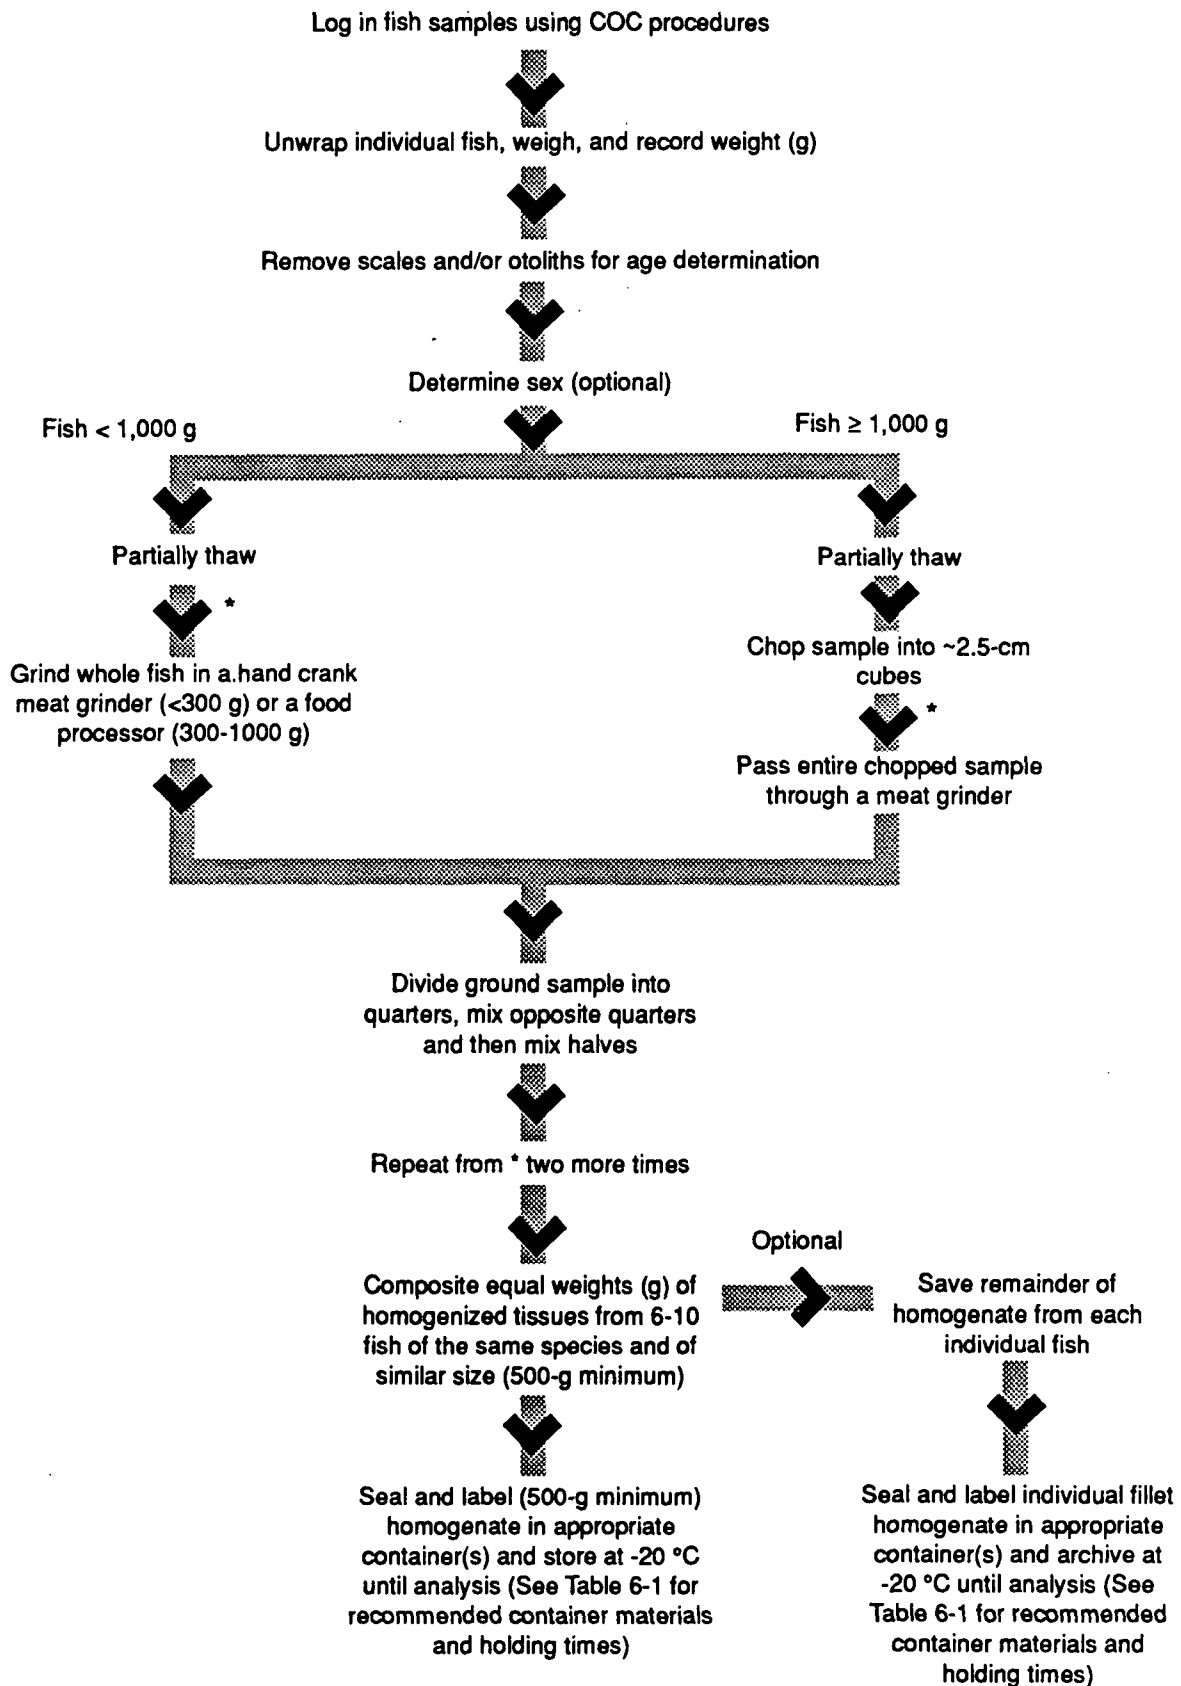 Log in fish samples using COC procedures
Unwrap individual fish, weigh, and record weight (g)
Remove scales and/or otoliths for age determination
Determine sex (optional)
Fish < 1,000 g
Fish ≥ 1,000 g
Partially thaw
Partially thaw
*
Grind whole fish in a.hand crank
meat grinder (<300 g) or a food
processor (300-1000 g)
Chop sample into ~2.5-cm
cubes
*
Pass entire chopped sample
through a meat grinder
Divide ground sample into
quarters, mix opposite quarters
and then mix halves
Repeat from * two more times
Optional
Composite equal weights (g) of
homogenized tissues from 6-10
fish of the same species and of
similar size (500-g minimum)
Save remainder of
homogenate from each
individual fish
Seal and label (500-g minimum)
homogenate in appropriate
container(s) and store at -20 °C
until analysis (See Table 6-1 for
recommended container materials
and holding times)
Seal and label individual fillet
homogenate in appropriate
container(s) and archive at
-20 °C until analysis (See
Table 6-1 for recommended
container materials and
holding times)